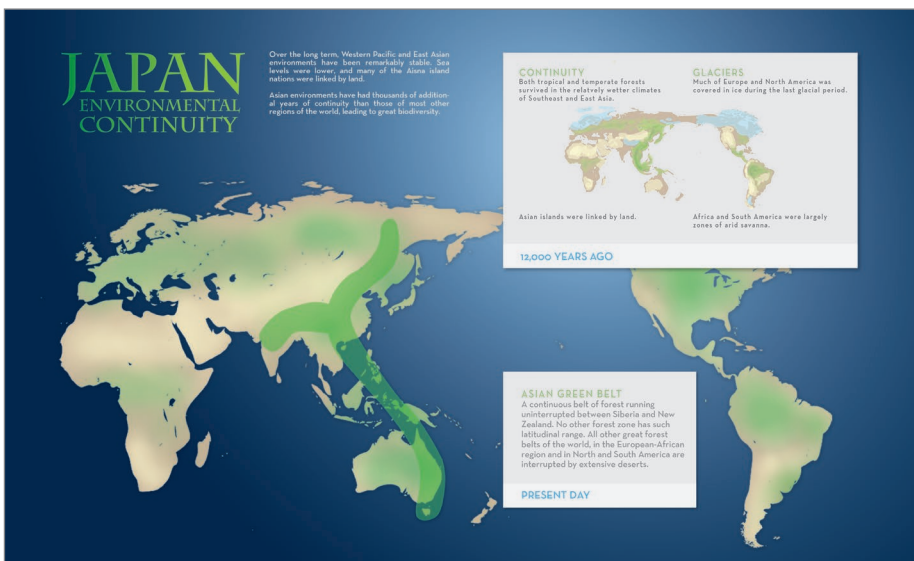 JAPAN
ENVIRONMENTAL
CONTINUITY
Over the long term, Western Pacific and East Asian
environments have been remarkably stable. Sea
levels were lower, and many of the Aisna island
nations were linked by land.
Asian environments have had thousands of addition-
al years of continuity than those of most other
regions of the world, leading to great biodiversity.
CONTINUITY
Both tropical and temperate forests
survived in the relatvely wetter climates
of Southeast and East Asia.
GLACIERS
Much of Europe and North America was
covered in ice during the last glacial period.
Asian islands were linked by land.
Africa and South America were largely
zones of arid savanna.
12,000 YEARS AGO
ASIAN GREEN BELT
A continuous belt of forest running
uninterrupted between Siberia and New
Zealand. No other forest zone has such
latitudinal range. All other great forest
belts of the world, in the European-African
region and in North and South America are
interrupted by extensive deserts.
PRESENT DAY